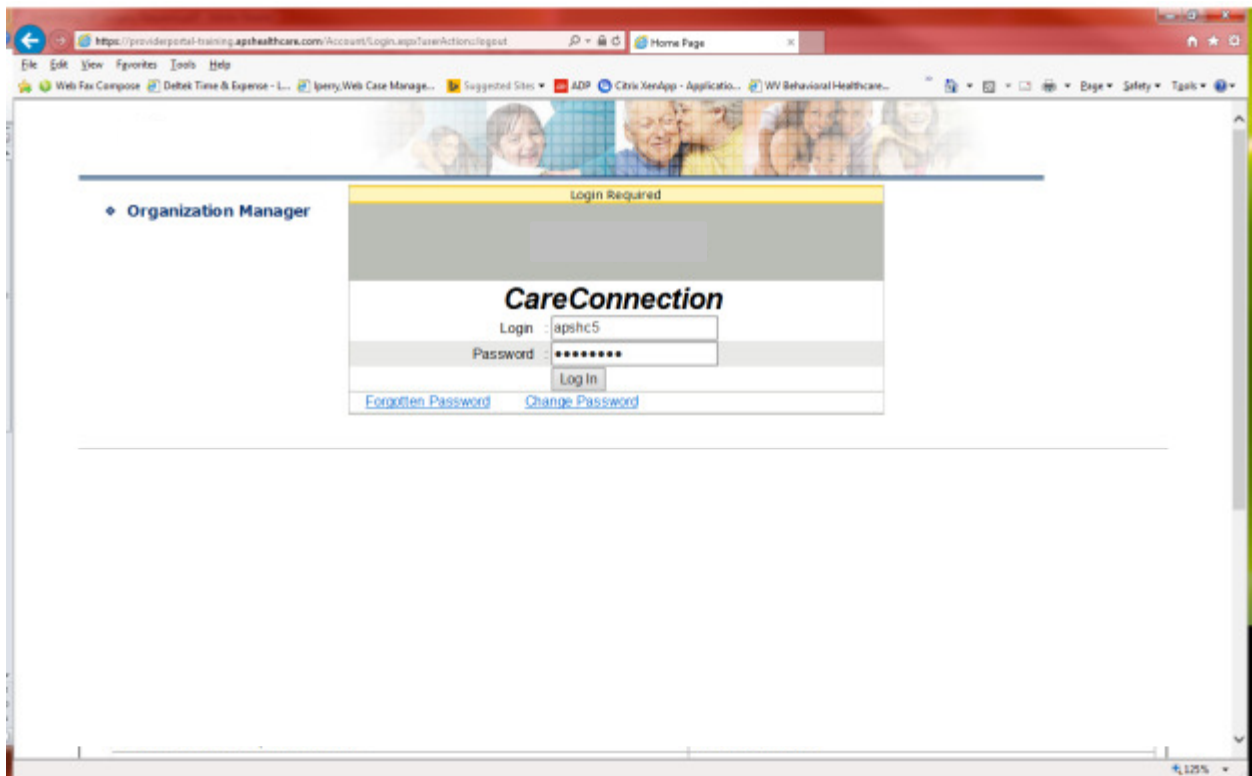 https://providerportal-training.apshealthcare.com/Account/Login.aspx?userAction=logout
Home Page
File Edit View Favorites Tools Help
Web Fax Compose Deltek Time & Expense - L... lperry, Web Case Manage... Suggested Sites ADP Citrix XenApp - Applicatio... WV Behavioral Healthcare... Page Safety Tools
Login Required
Organization Manager
CareConnection
Login : apshc5
Password : ••••••••
Log In
Forgotten Password Change Password
125%